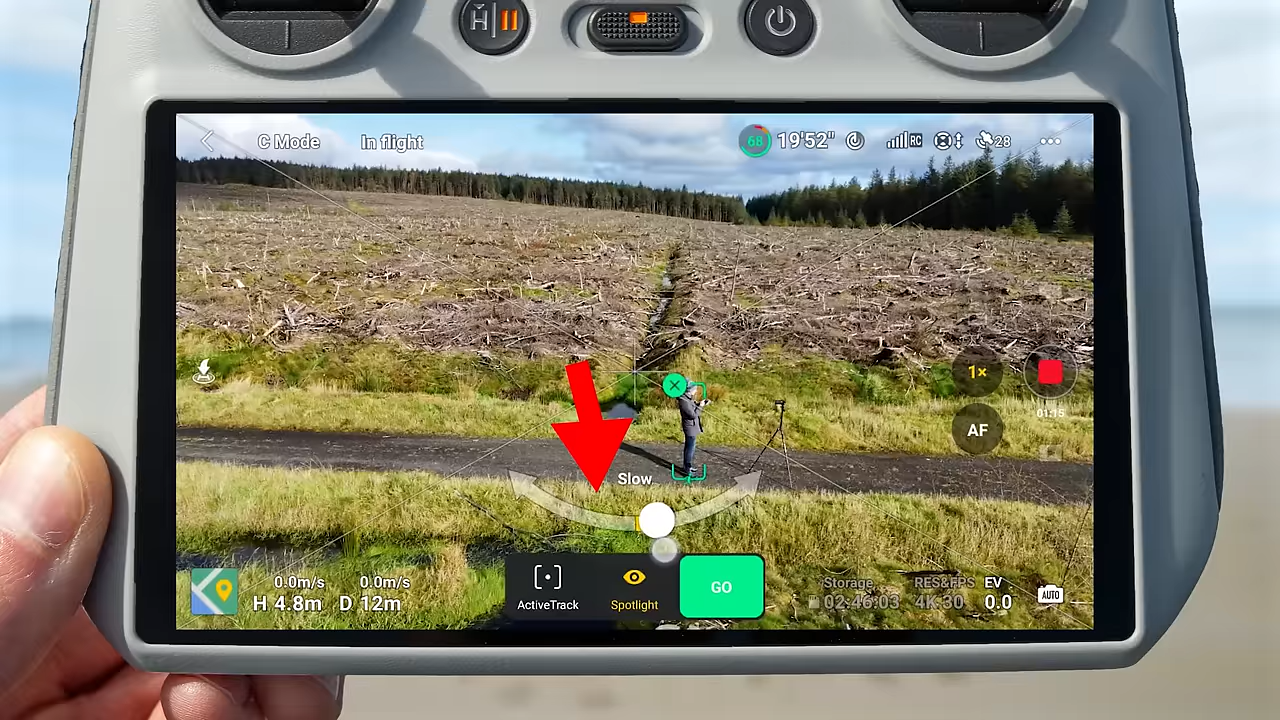 H
C Mode In flight
68 19'52" RC 28
1×
01:15
AF
Slow
ActiveTrack
Spotlight
GO
0.0m/s 0.0m/s
H 4.8m D 12m
Storage RES&FPS EV
02:46:03 4K 30 0.0
AUTO